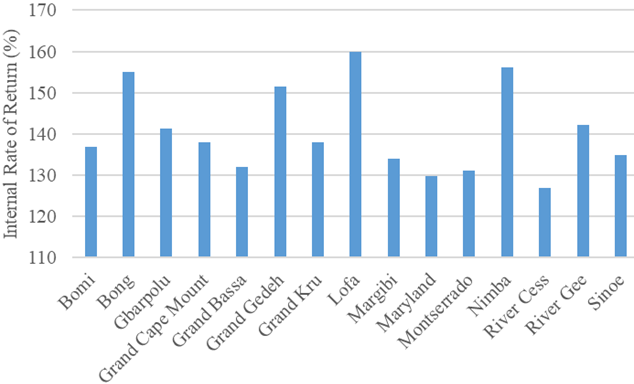 Internal Rate of Return (%)
170
160
150
140
130
120
110
Bomi
Bong
Gbarpolu
Grand Cape Mount
Grand Bassa
Grand Gedeh
Grand Kru
Lofa
Margibi
Maryland
Montserrado
Nimba
River Cess
River Gee
Sinoe